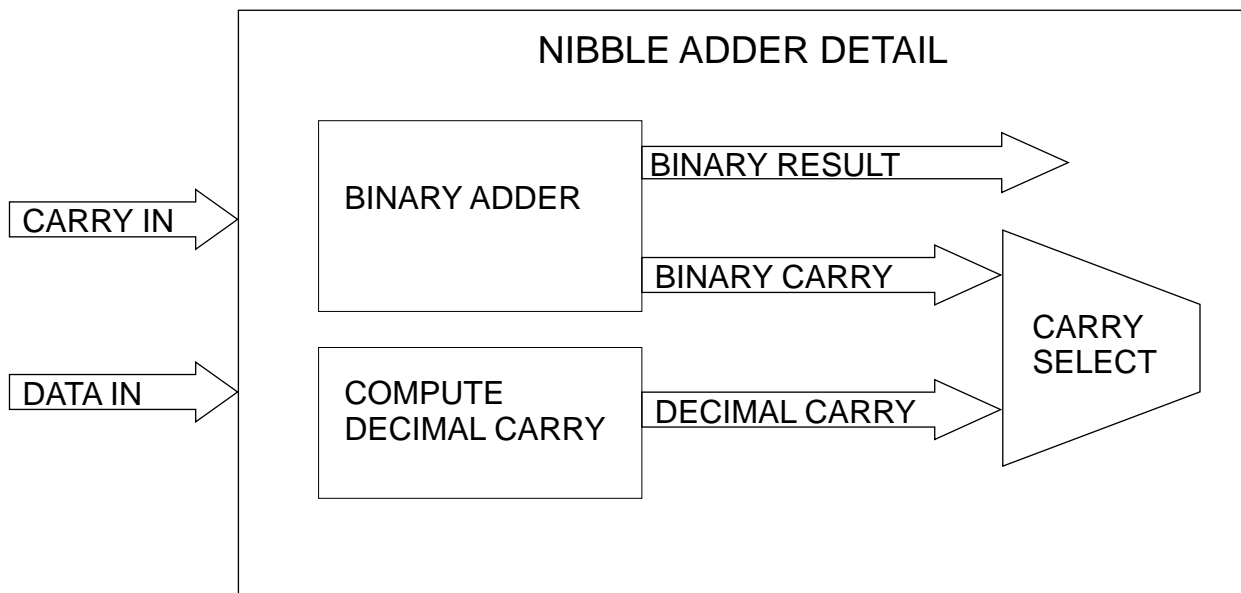 NIBBLE ADDER DETAIL
BINARY RESULT
BINARY ADDER
CARRY IN
BINARY CARRY
CARRY
SELECT
DATA IN
COMPUTE
DECIMAL CARRY
DECIMAL CARRY